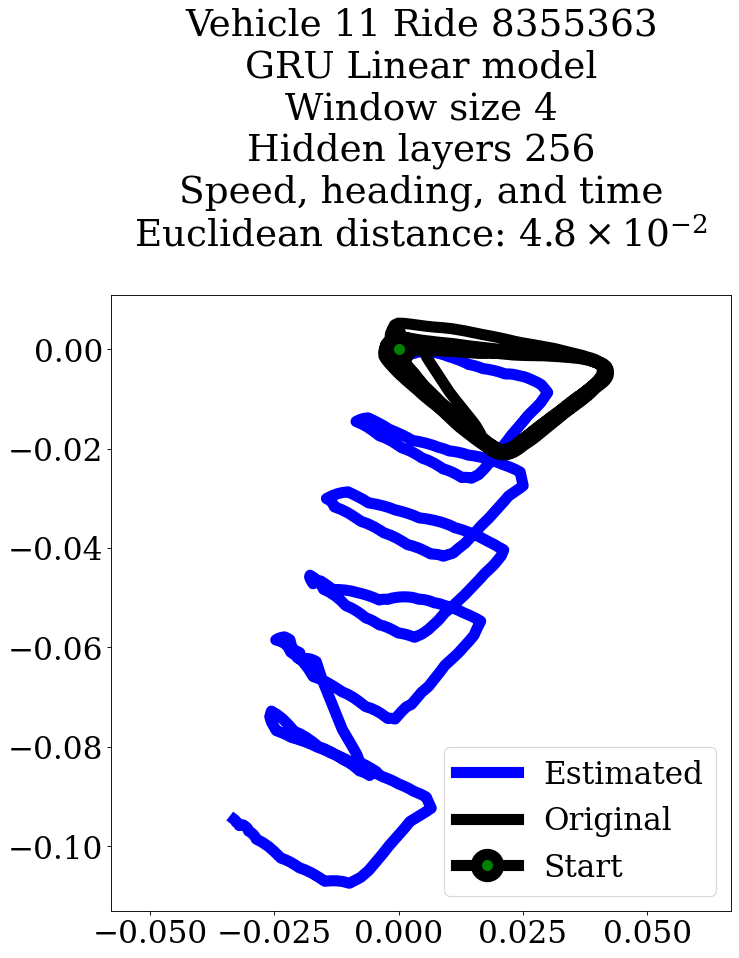 Vehicle 11 Ride 8355363
GRU Linear model
Window size 4
Hidden layers 256
Speed, heading, and time
Euclidean distance: 4.8 × 10⁻²
0.00
−0.02
−0.04
−0.06
−0.08
−0.10
Estimated
Original
Start
−0.050 −0.025 0.000 0.025 0.050